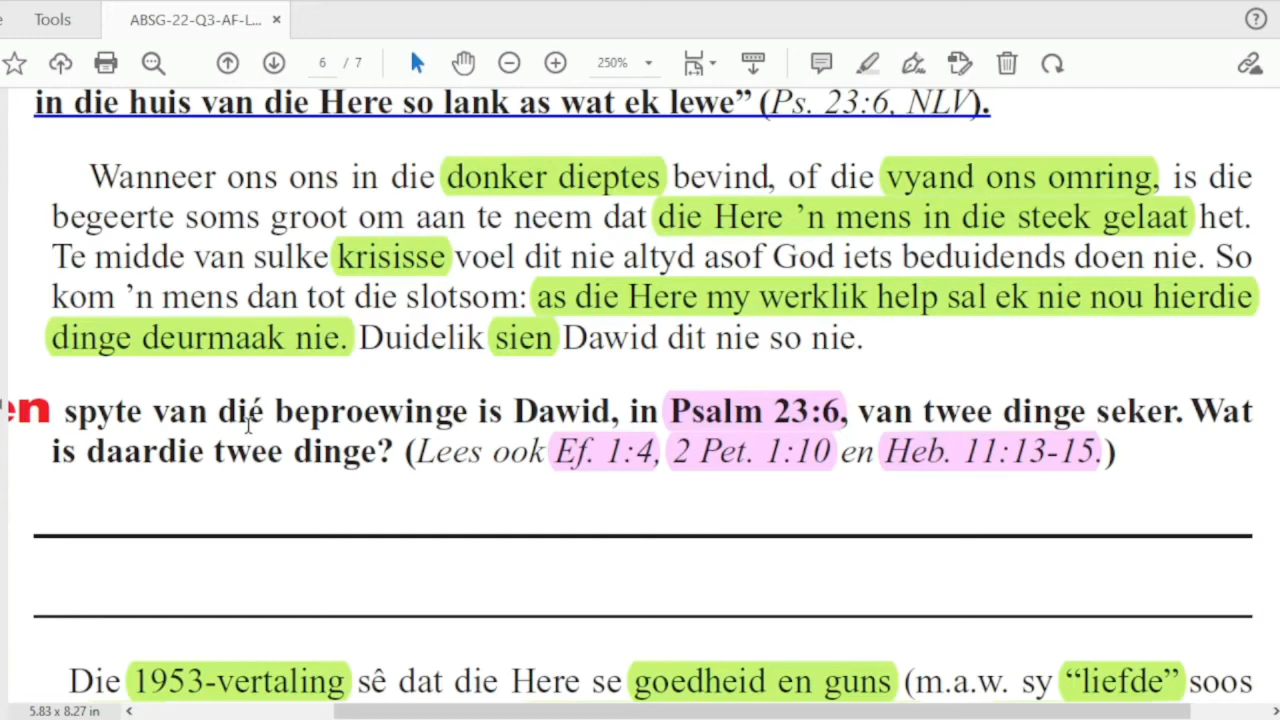 Tools
ABSG-22-Q3-AF-L... ×
6 / 7
250%
in die huis van die Here so lank as wat ek lewe” (Ps. 23:6, NLV).
Wanneer ons ons in die donker dieptes bevind, of die vyand ons omring, is die
begeerte soms groot om aan te neem dat die Here ’n mens in die steek gelaat het.
Te midde van sulke krisisse voel dit nie altyd asof God iets beduidends doen nie. So
kom ’n mens dan tot die slotsom: as die Here my werklik help sal ek nie nou hierdie
dinge deurmaak nie. Duidelik sien Dawid dit nie so nie.
en spyte van dié beproewinge is Dawid, in Psalm 23:6, van twee dinge seker. Wat
is daardie twee dinge? (Lees ook Ef. 1:4, 2 Pet. 1:10 en Heb. 11:13-15.)
Die 1953-vertaling sê dat die Here se goedheid en guns (m.a.w. sy “liefde” soos
5.83 x 8.27 in